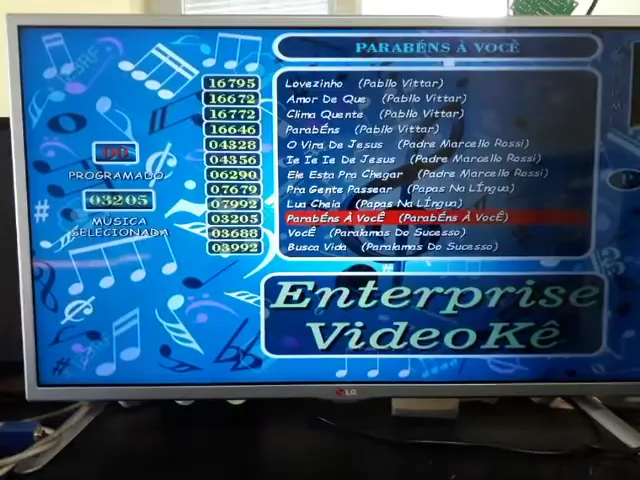 PARABÉNS À VOCÊ
16795 Lovezinho (Pabllo Vittar)
16672 Amor De Que (Pabllo Vittar)
16772 Clima Quente (Pabllo Vittar)
16646 ParabÉns (Pabllo Vittar)
04328 O Vira De Jesus (Padre Marcello Rossi)
04356 Ie Ie Ie De Jesus (Padre Marcello Rossi)
06290 Ele Esta Pra Chegar (Padre Marcello Rossi)
07679 Pra Gente Passear (Papas Na LÍngua)
07992 Lua Cheia (Papas Na LÍngua)
03205 ParabÉns À VocÊ (ParabÉns À VocÊ)
03688 VocÊ (Paralamas Do Sucesso)
03992 Busca Vida (Paralamas Do Sucesso)
00
PROGRAMADO
03205
MÚSICA
SELECIONADA
Enterprise
VideoKê
LG